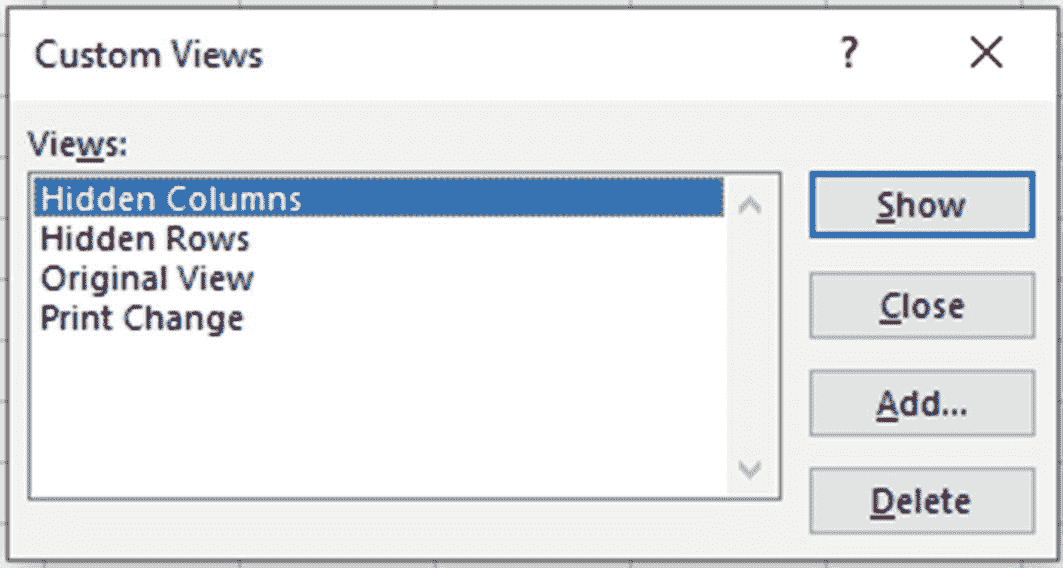 Custom Views
?
Views:
Hidden Columns
Hidden Rows
Original View
Print Change
Show
Close
Add...
Delete